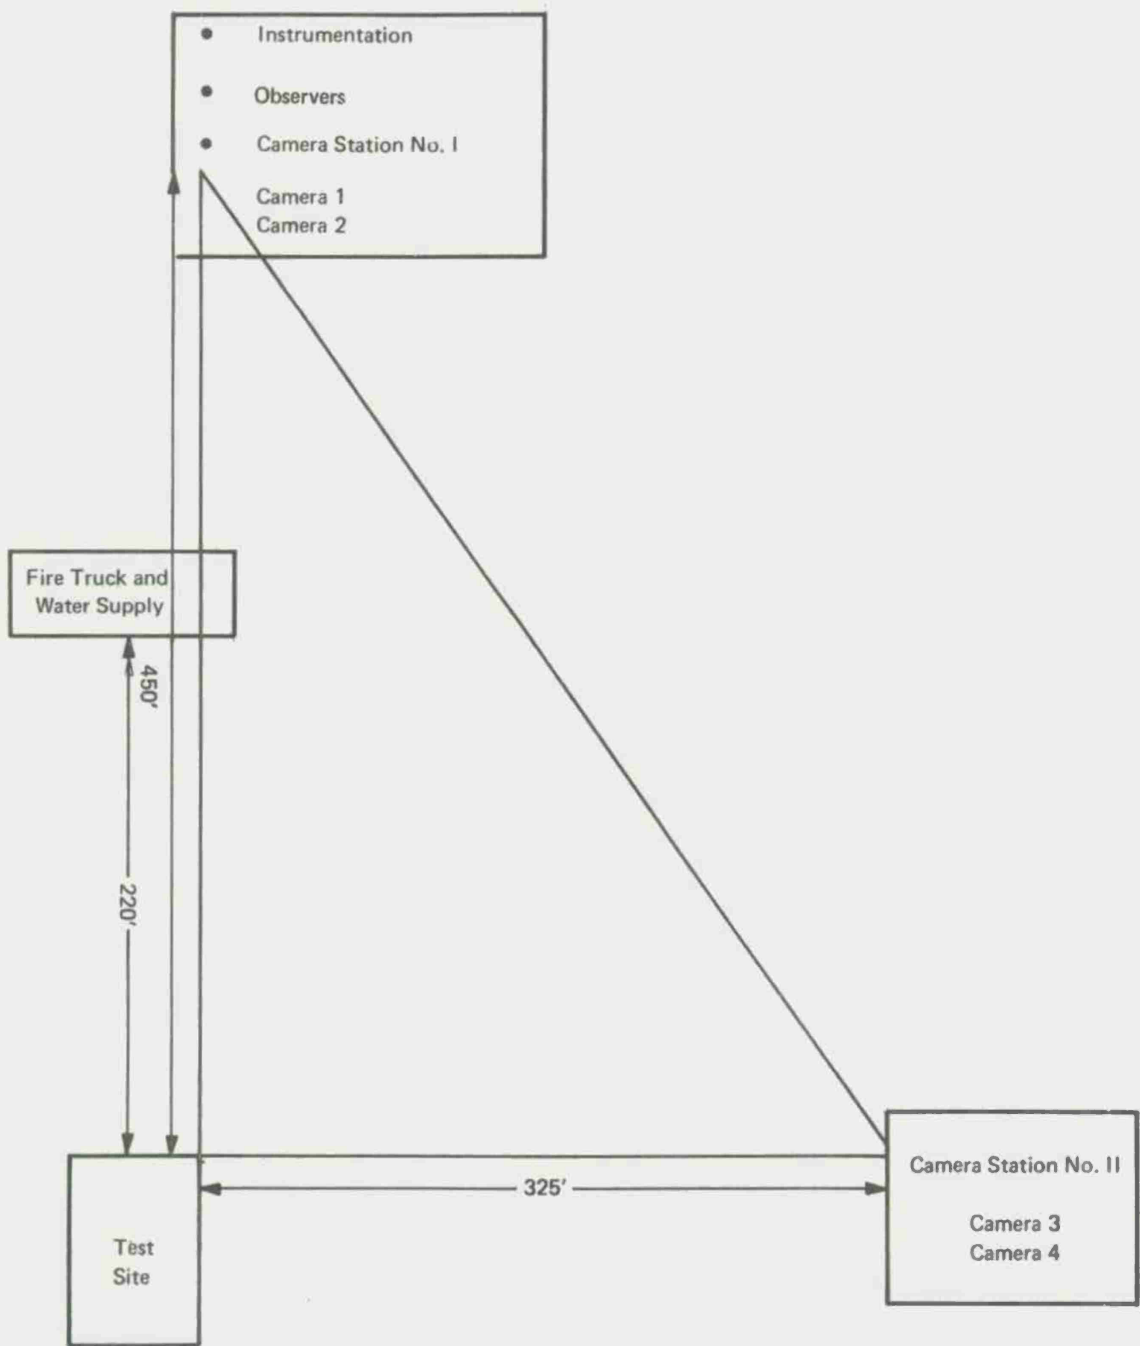 • Instrumentation
• Observers
• Camera Station No. I
Camera 1
Camera 2
Fire Truck and
Water Supply
450'
220'
325'
Test
Site
Camera Station No. II
Camera 3
Camera 4